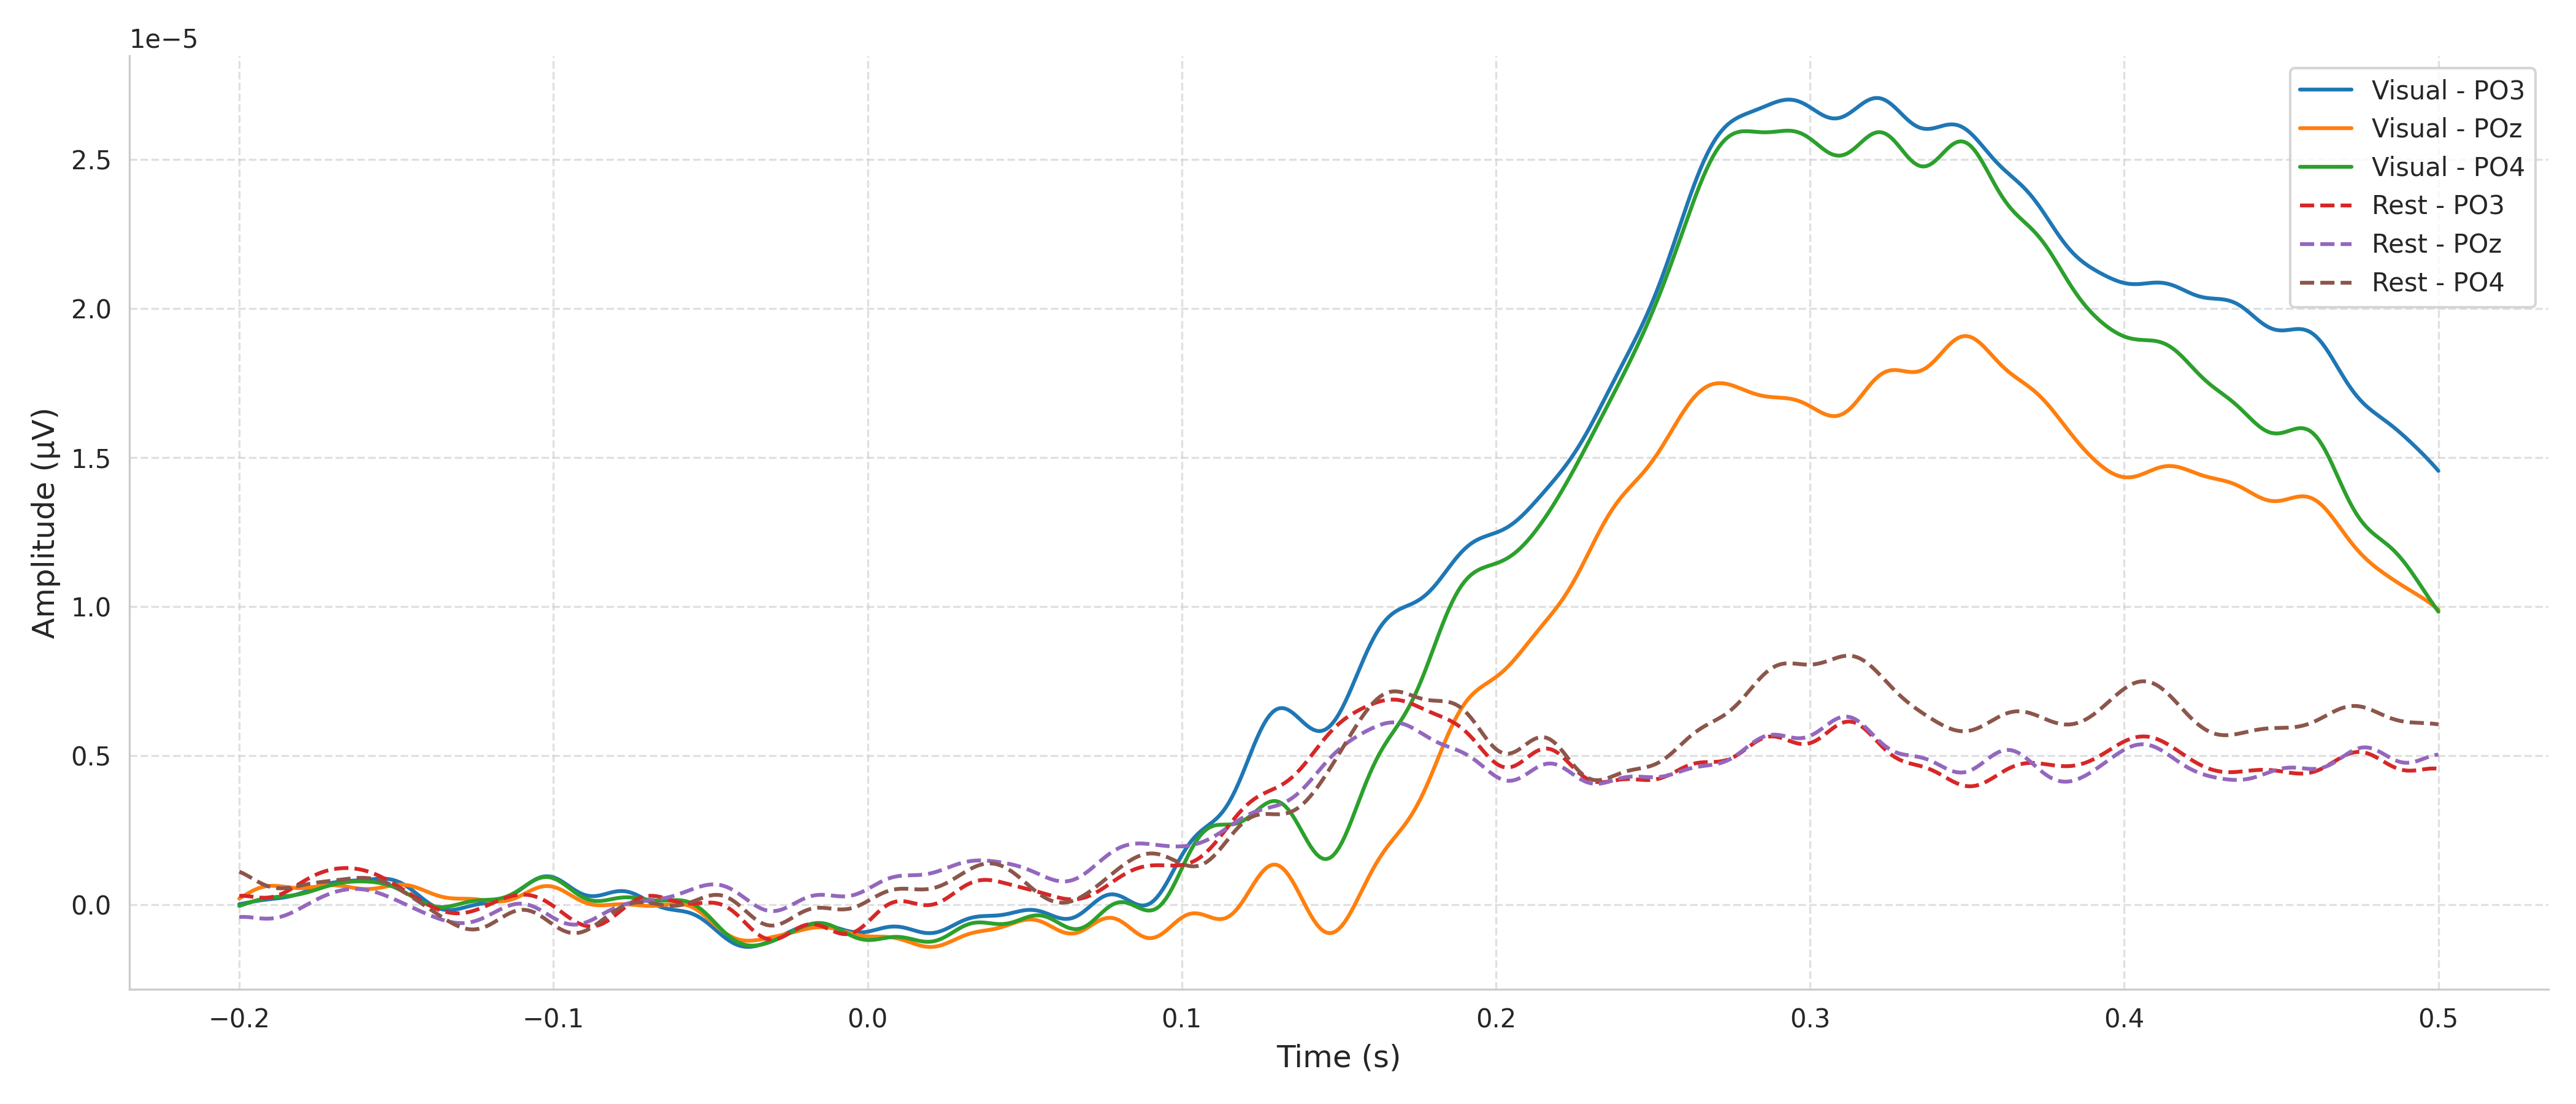 1e−5
2.5
2.0
1.5
1.0
0.5
0.0
Amplitude (µV)
−0.2
−0.1
0.0
0.1
0.2
0.3
0.4
0.5
Time (s)
Visual - PO3
Visual - POz
Visual - PO4
Rest - PO3
Rest - POz
Rest - PO4